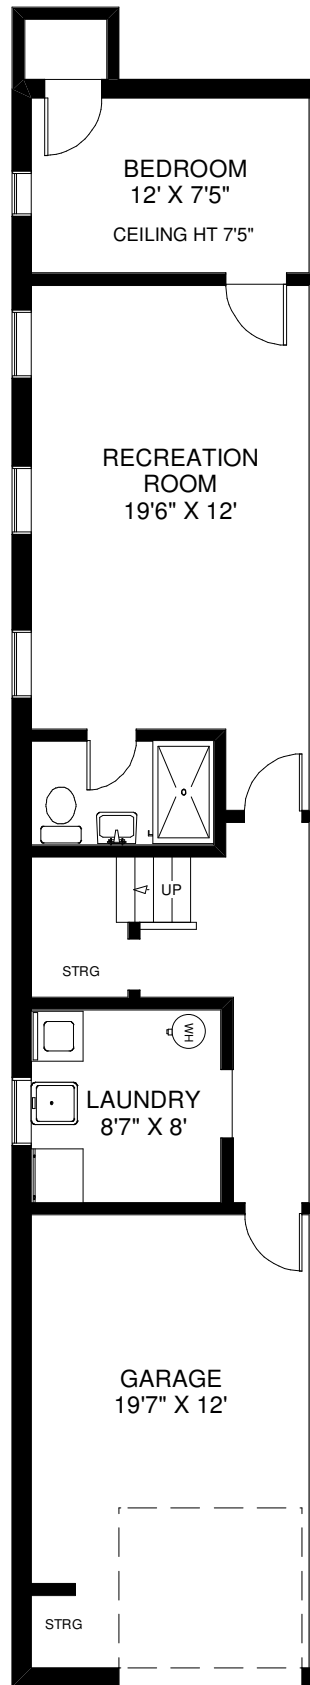 BEDROOM
12' X 7'5"
CEILING HT 7'5"
RECREATION
ROOM
19'6" X 12'
UP
STRG
WH
LAUNDRY
8'7" X 8'
GARAGE
19'7" X 12'
STRG